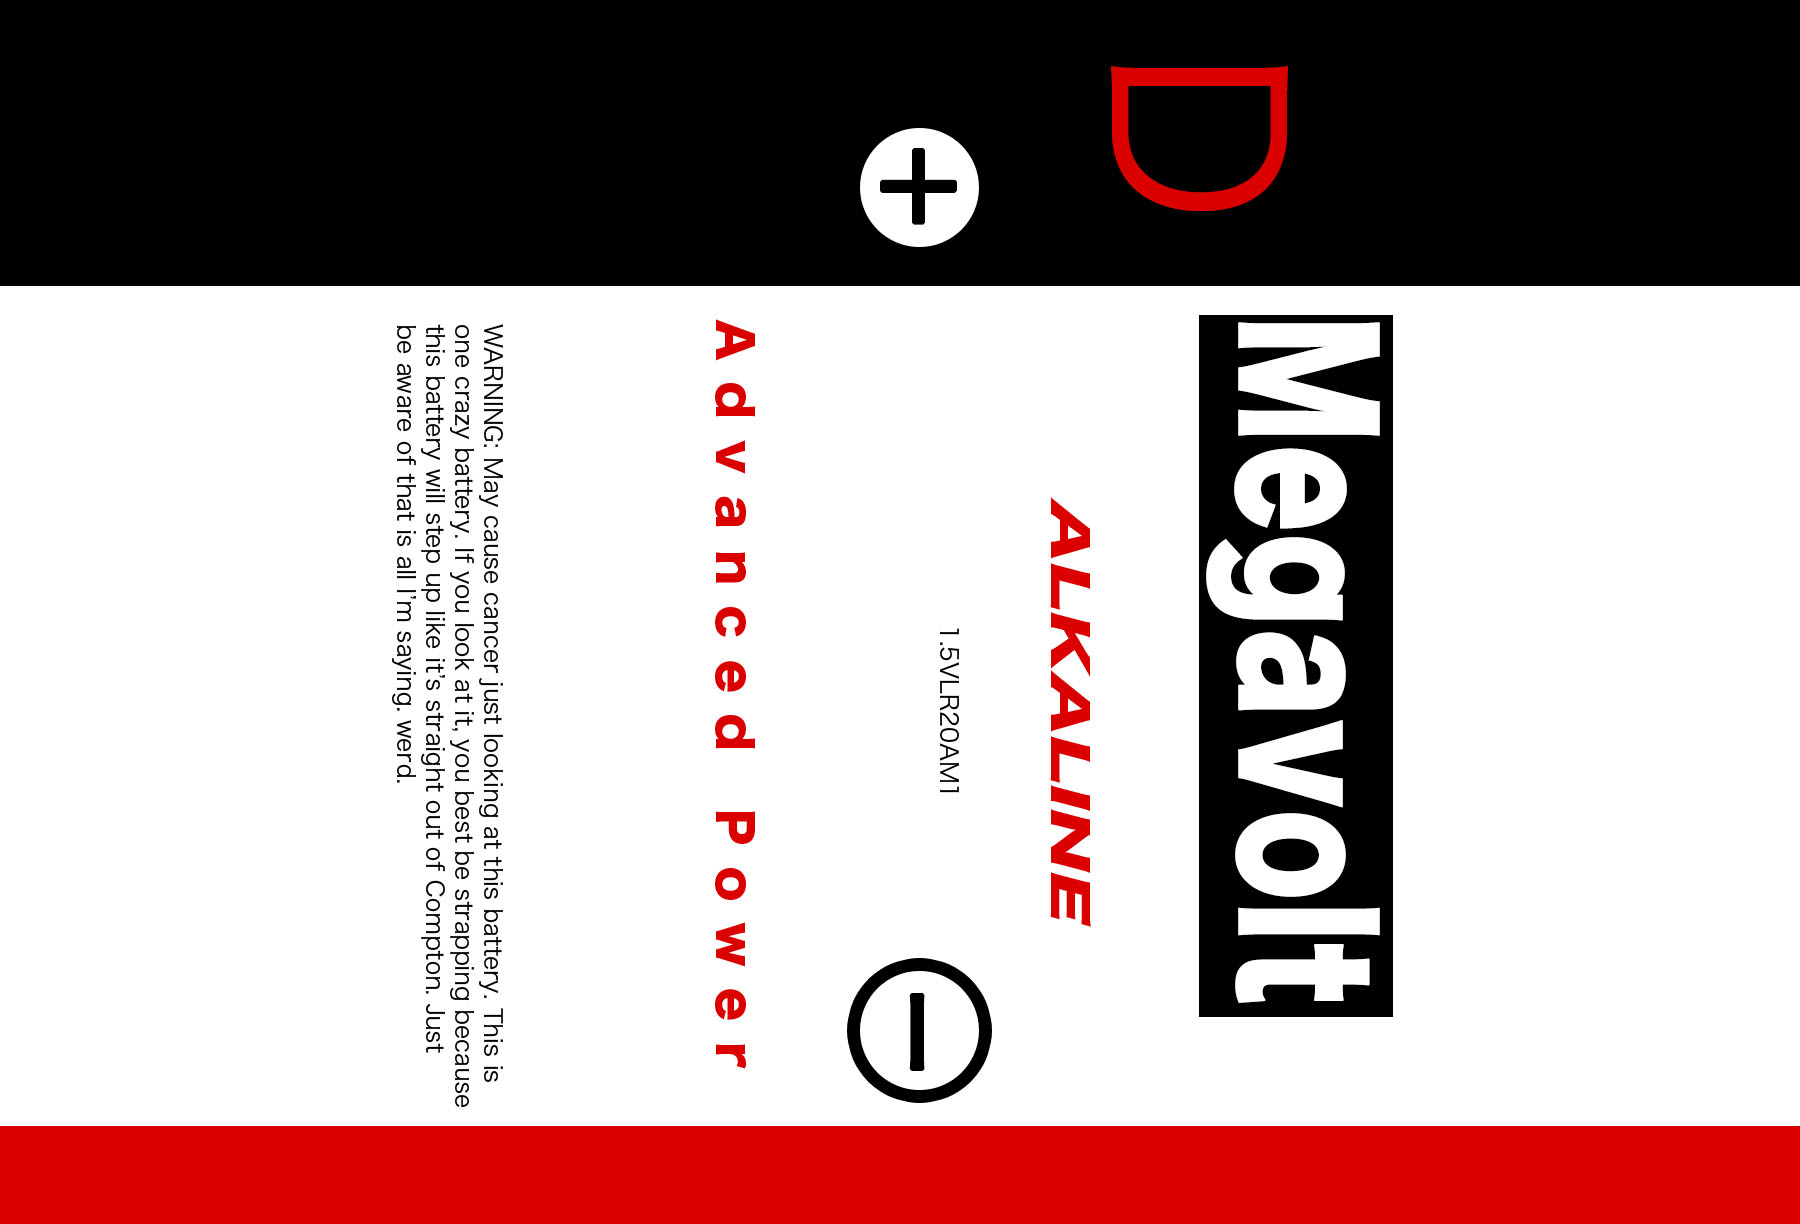 D
Megavolt
ALKALINE
+
1.5VLR20AM1
−
Advanced Power
WARNING: May cause cancer just looking at this battery. This is
one crazy battery. If you look at it, you best be strapping because
this battery will step up like it's straight out of Compton. Just
be aware of that is all I'm saying. werd.